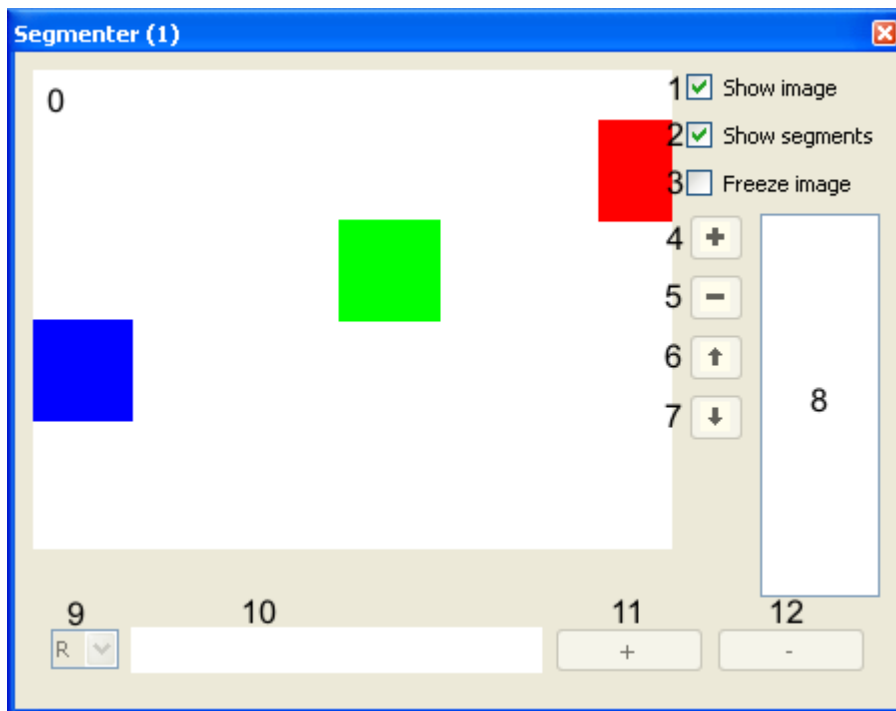 Segmenter (1)
0
1 Show image
2 Show segments
3 Freeze image
4 +
5 -
6
7
8
9 10 11 12
R + -